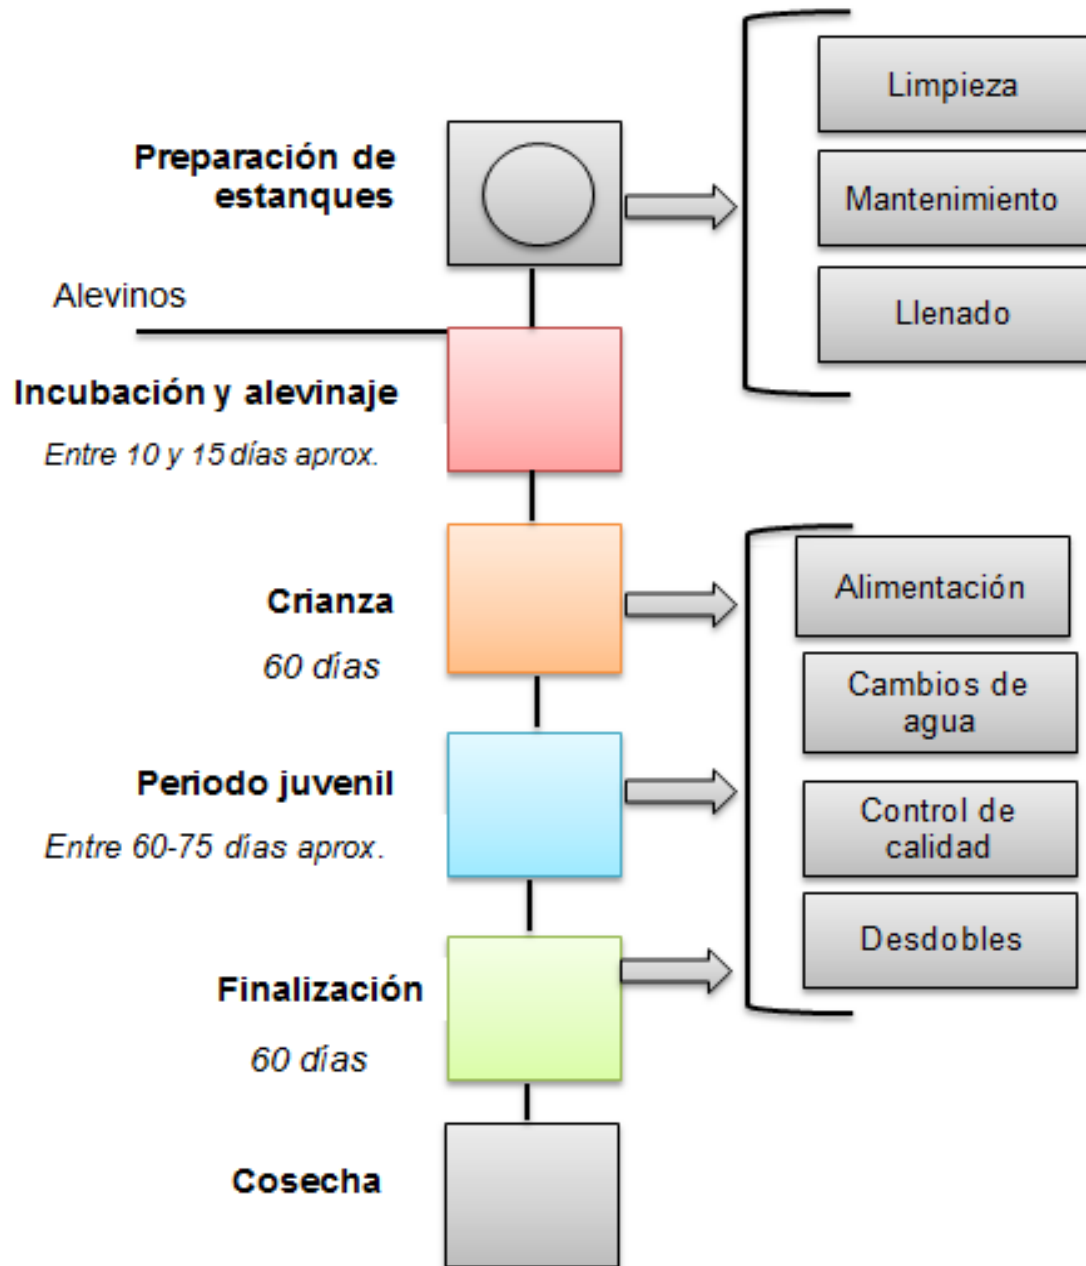 Limpieza
Preparación de
estanques
Mantenimiento
Alevinos
Llenado
Incubación y alevinaje
Entre 10 y 15 días aprox.
Crianza
60 días
Alimentación
Cambios de
agua
Periodo juvenil
Entre 60-75 días aprox.
Control de
calidad
Desdobles
Finalización
60 días
Cosecha